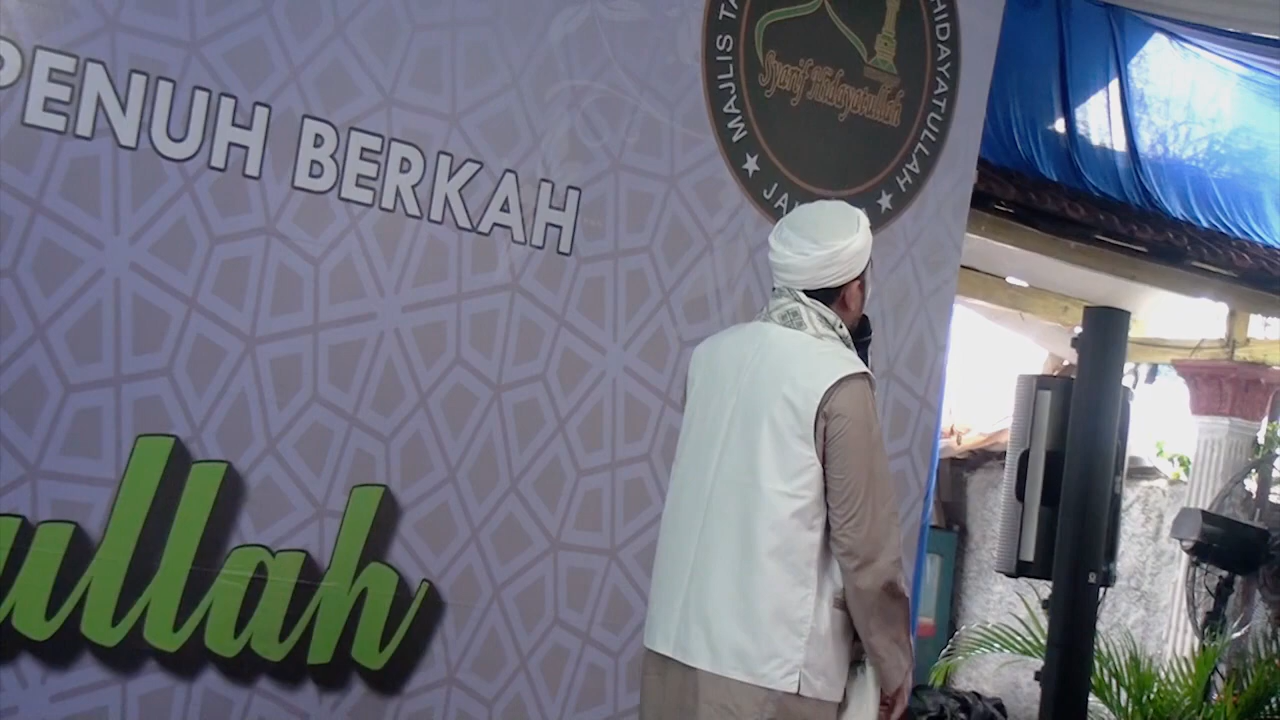 PENUH BERKAH
MAJLIS TA
HIDAYATULLAH
Syarif Hidayatullah
JA
ullah